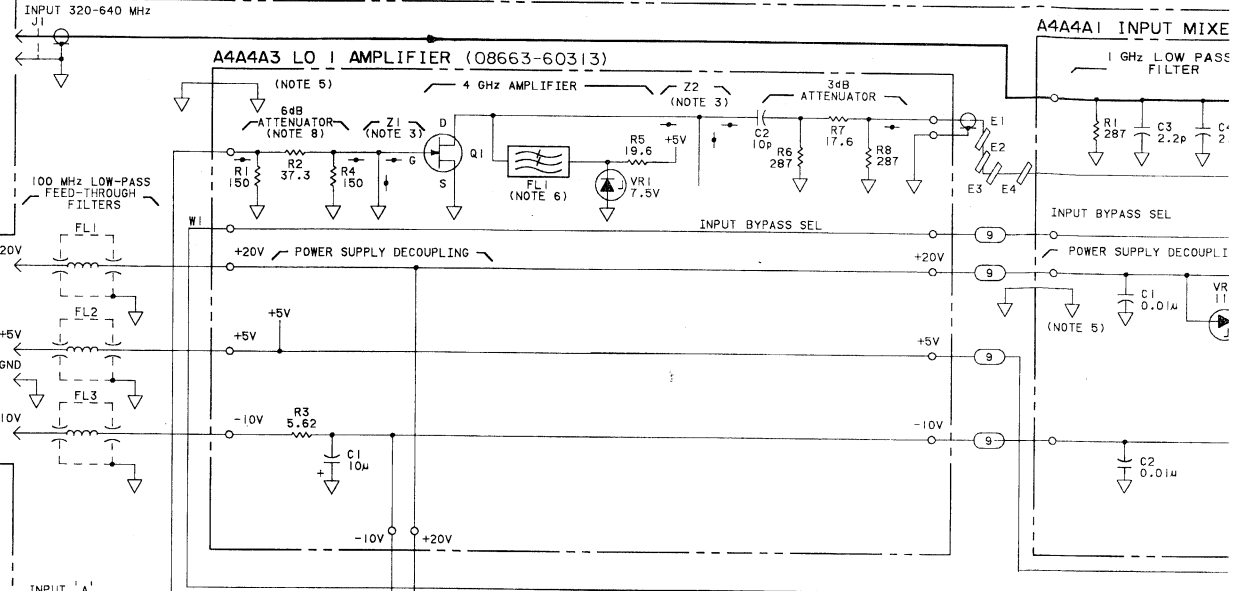 INPUT 320-640 MHz
J1
A4A4A3 LO I AMPLIFIER (08663-60313)
A4A4A1 INPUT MIXE
1 GHz LOW PASS
FILTER
(NOTE 5)
4 GHz AMPLIFIER
Z2
(NOTE 3)
3dB
ATTENUATOR
6dB
ATTENUATOR
(NOTE 8)
Z1
(NOTE 3)
D
G
S
Q1
R1
150
R2
37.3
R4
150
FL1
(NOTE 6)
R5
19.6
+5V
VR1
7.5V
C2
10p
R6
287
R7
17.6
R8
287
E1
E2
E3
E4
R1
287
C3
2.2p
C4
2.
100 MHz LOW-PASS
FEED-THROUGH
FILTERS
W1
INPUT BYPASS SEL
9
INPUT BYPASS SEL
FL1
20V
+20V
POWER SUPPLY DECOUPLING
+20V
9
POWER SUPPLY DECOUPLI
C1
0.01μ
VR
11
(NOTE 5)
FL2
+5V
+5V
+5V
+5V
9
GND
FL3
10V
-10V
R3
5.62
C1
10μ
+
-10V
9
C2
0.01μ
-10V
+20V
INPUT 'A'